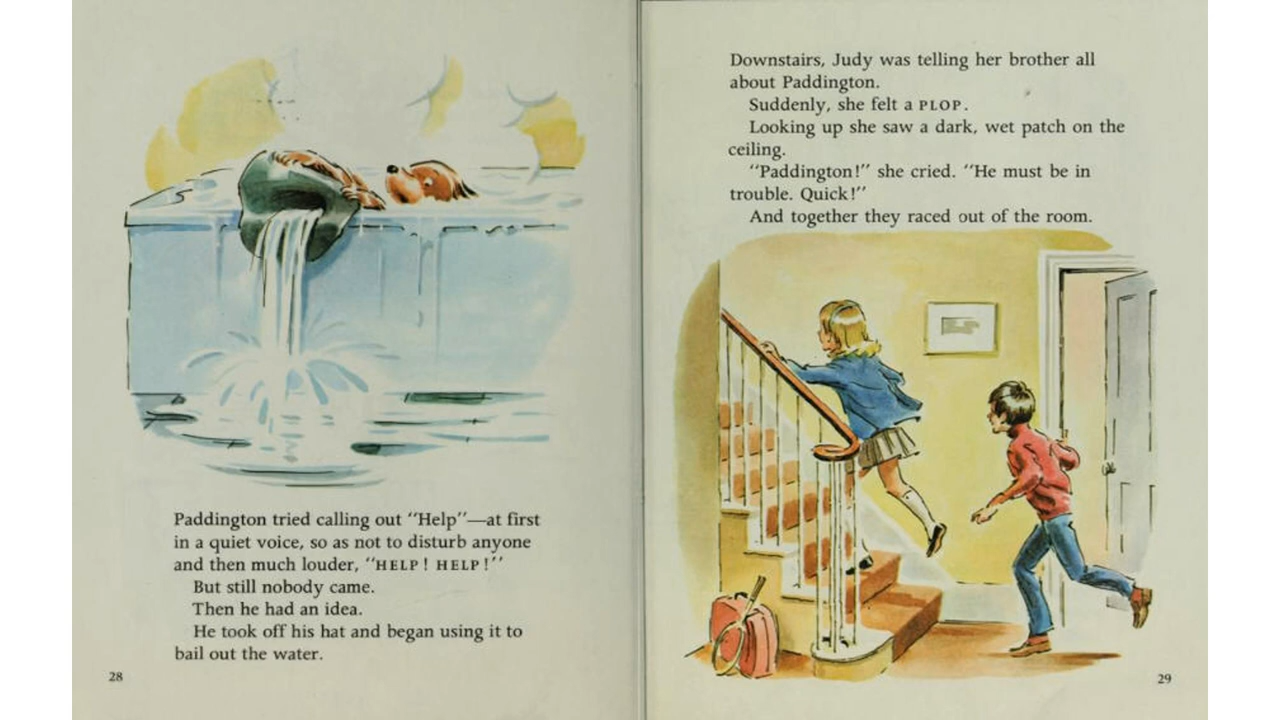 Paddington tried calling out "Help"—at first
in a quiet voice, so as not to disturb anyone
and then much louder, "HELP! HELP!"
But still nobody came.
Then he had an idea.
He took off his hat and began using it to
bail out the water.
28
Downstairs, Judy was telling her brother all
about Paddington.
Suddenly, she felt a PLOP.
Looking up she saw a dark, wet patch on the
ceiling.
"Paddington!" she cried. "He must be in
trouble. Quick!"
And together they raced out of the room.
29